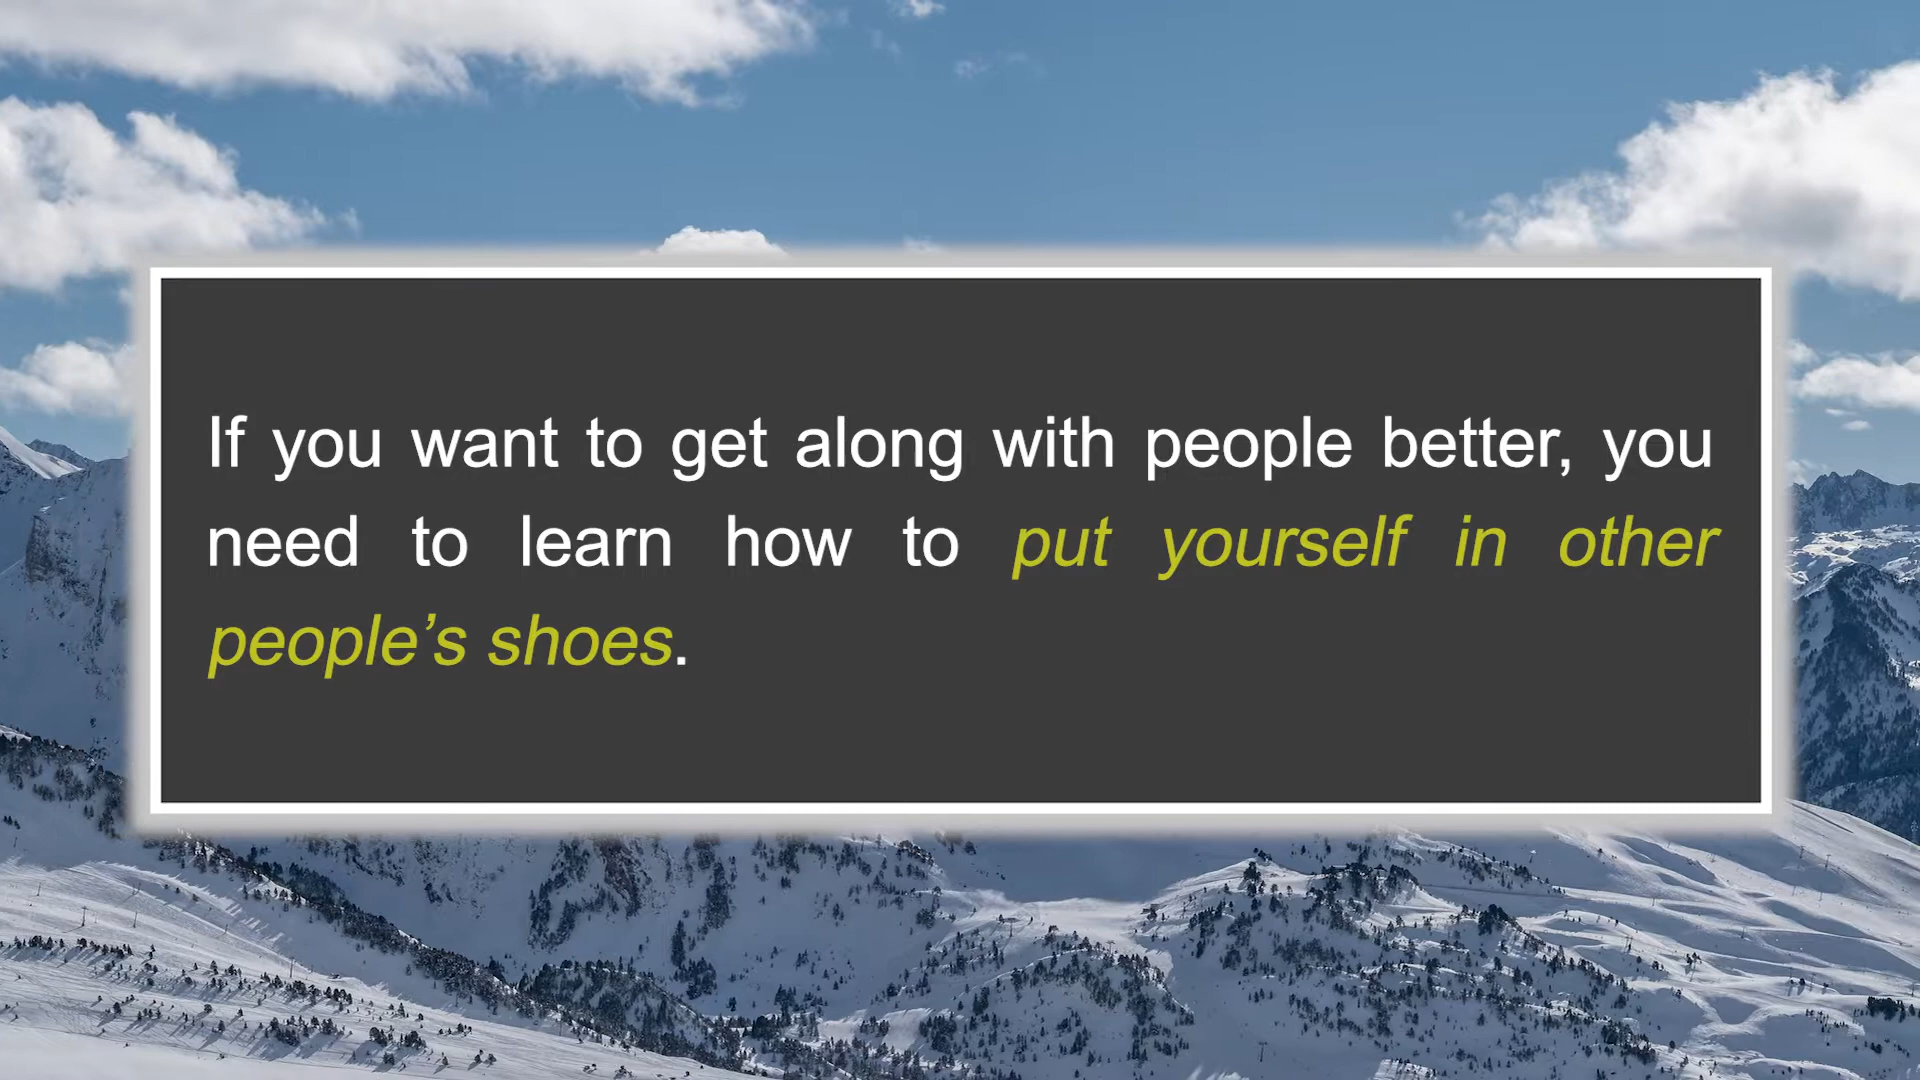 If you want to get along with people better, you
need to learn how to put yourself in other
people’s shoes.